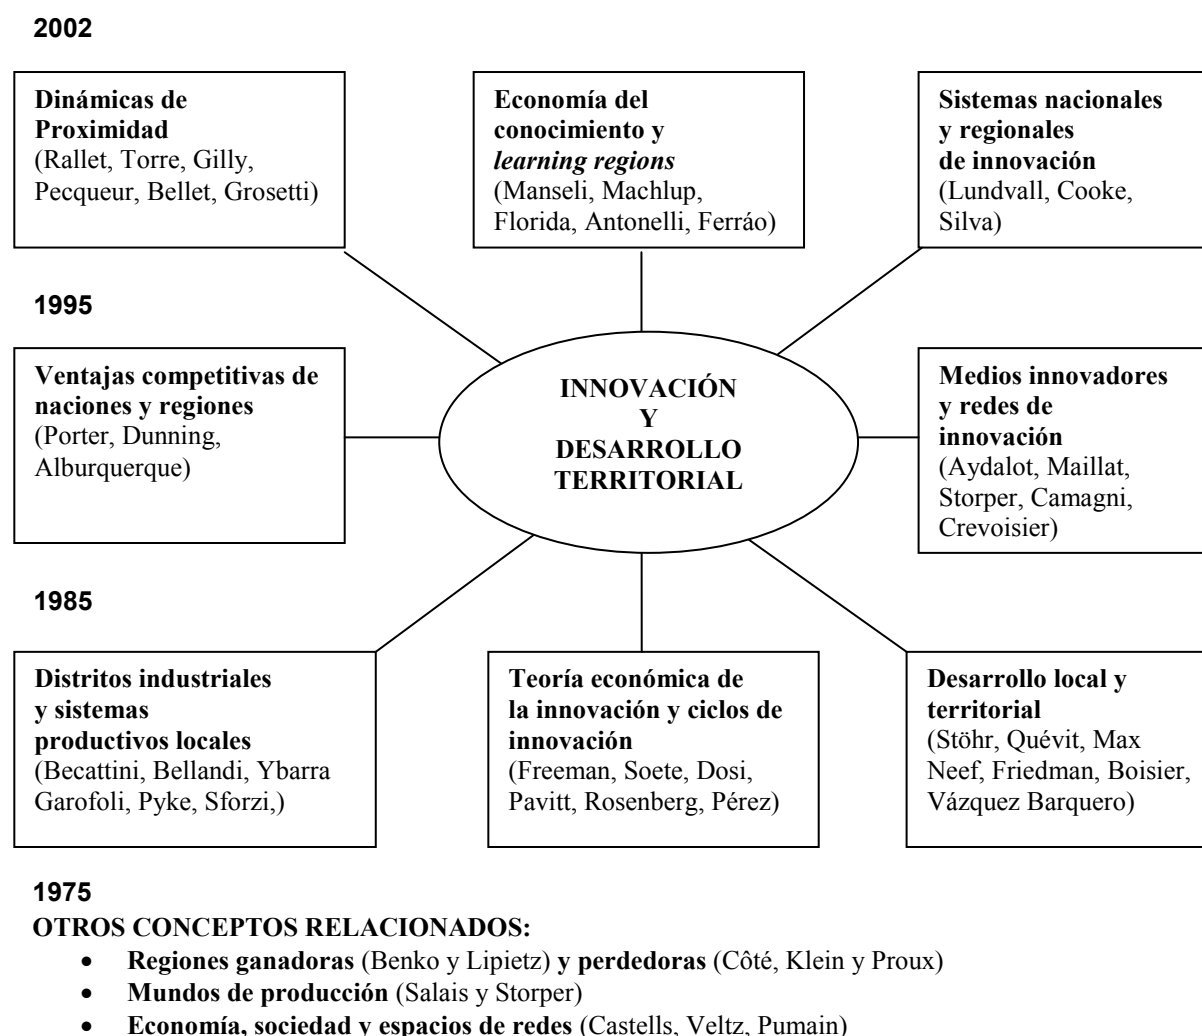 2002
Dinámicas de
Proximidad
(Rallet, Torre, Gilly,
Pecqueur, Bellet, Grosetti)
Economía del
conocimiento y
learning regions
(Manseli, Machlup,
Florida, Antonelli, Ferráo)
Sistemas nacionales
y regionales
de innovación
(Lundvall, Cooke,
Silva)
1995
Ventajas competitivas de
naciones y regiones
(Porter, Dunning,
Alburquerque)
INNOVACIÓN
Y
DESARROLLO
TERRITORIAL
Medios innovadores
y redes de
innovación
(Aydalot, Maillat,
Storper, Camagni,
Crevoisier)
1985
Distritos industriales
y sistemas
productivos locales
(Becattini, Bellandi, Ybarra
Garofoli, Pyke, Sforzi,)
Teoría económica de
la innovación y ciclos de
innovación
(Freeman, Soete, Dosi,
Pavitt, Rosenberg, Pérez)
Desarrollo local y
territorial
(Stöhr, Quévit, Max
Neef, Friedman, Boisier,
Vázquez Barquero)
1975
OTROS CONCEPTOS RELACIONADOS:
• Regiones ganadoras (Benko y Lipietz) y perdedoras (Côté, Klein y Proux)
• Mundos de producción (Salais y Storper)
• Economía, sociedad y espacios de redes (Castells, Veltz, Pumain)